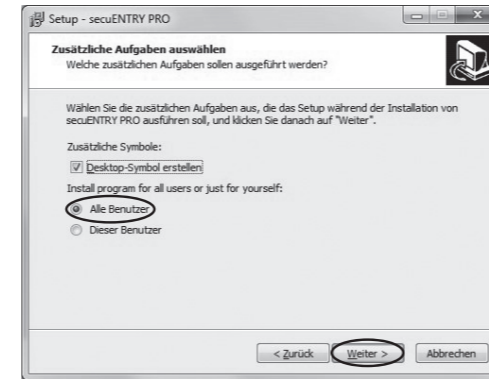 Setup - secuENTRY PRO
Zusätzliche Aufgaben auswählen
Welche zusätzlichen Aufgaben sollen ausgeführt werden?
Wählen Sie die zusätzlichen Aufgaben aus, die das Setup während der Installation von
secuENTRY PRO ausführen soll, und klicken Sie danach auf "Weiter".
Zusätzliche Symbole:
Desktop-Symbol erstellen
Install program for all users or just for yourself:
Alle Benutzer
Dieser Benutzer
< Zurück Weiter > Abbrechen